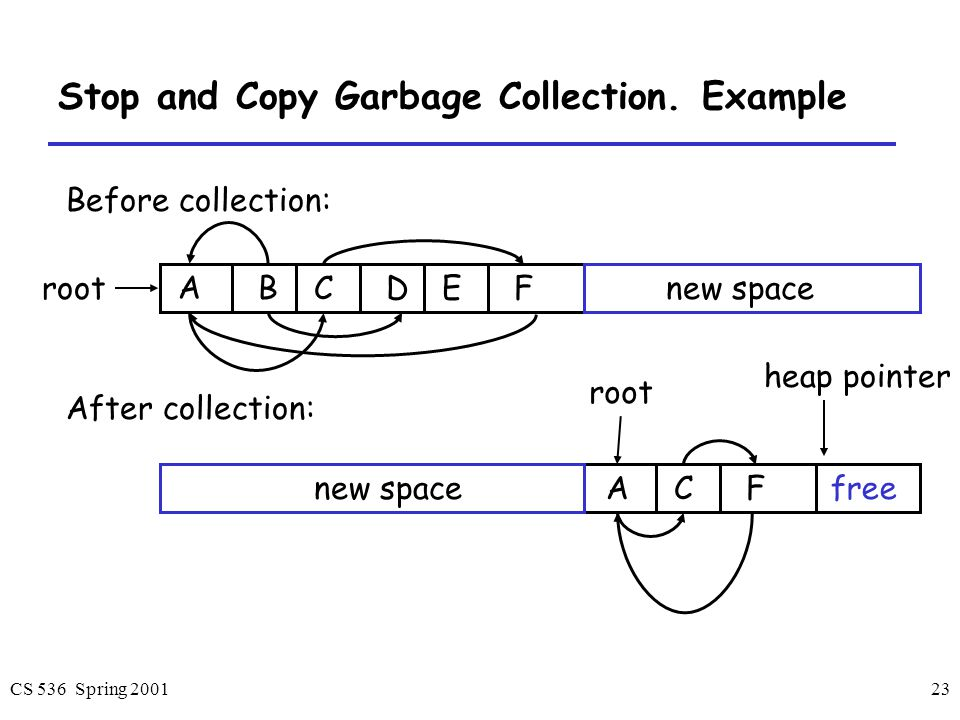 Stop and Copy Garbage Collection. Example
Before collection:
root A B C D E F new space
heap pointer
root
After collection:
new space A C F free
CS 536 Spring 2001 23